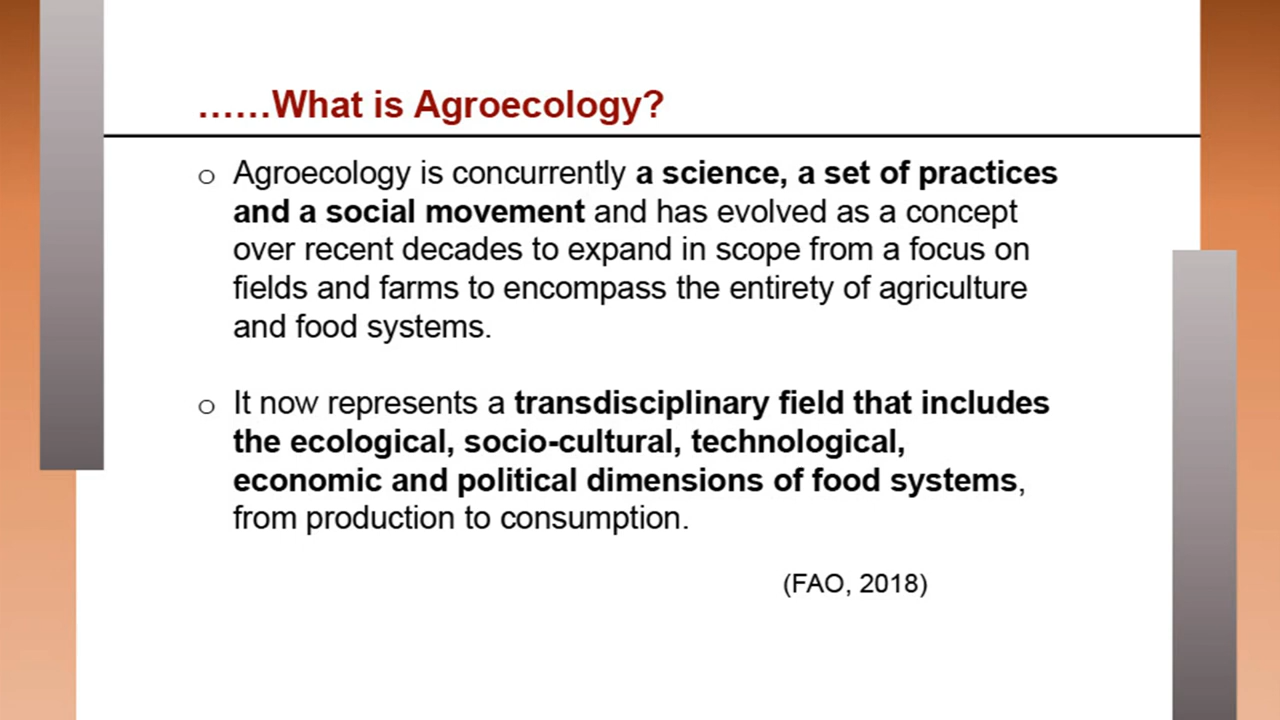 ......What is Agroecology?
o Agroecology is concurrently a science, a set of practices
and a social movement and has evolved as a concept
over recent decades to expand in scope from a focus on
fields and farms to encompass the entirety of agriculture
and food systems.
o It now represents a transdisciplinary field that includes
the ecological, socio-cultural, technological,
economic and political dimensions of food systems,
from production to consumption.
(FAO, 2018)